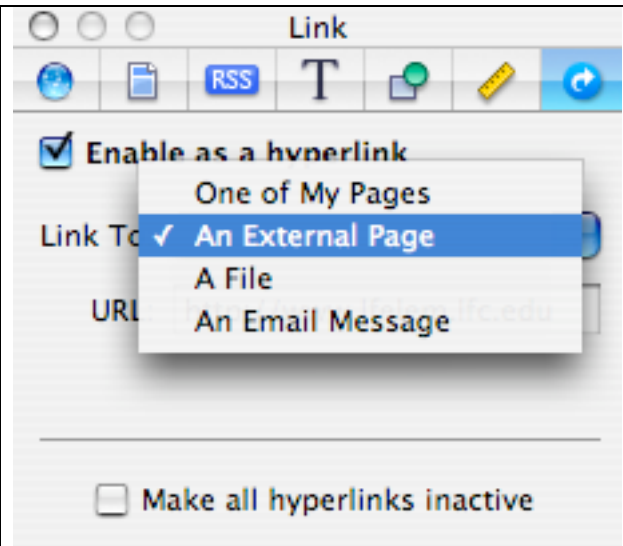 Link
RSS T
Enable as a hyperlink
One of My Pages
Link To ✓ An External Page
A File
URL:
An Email Message
Make all hyperlinks inactive